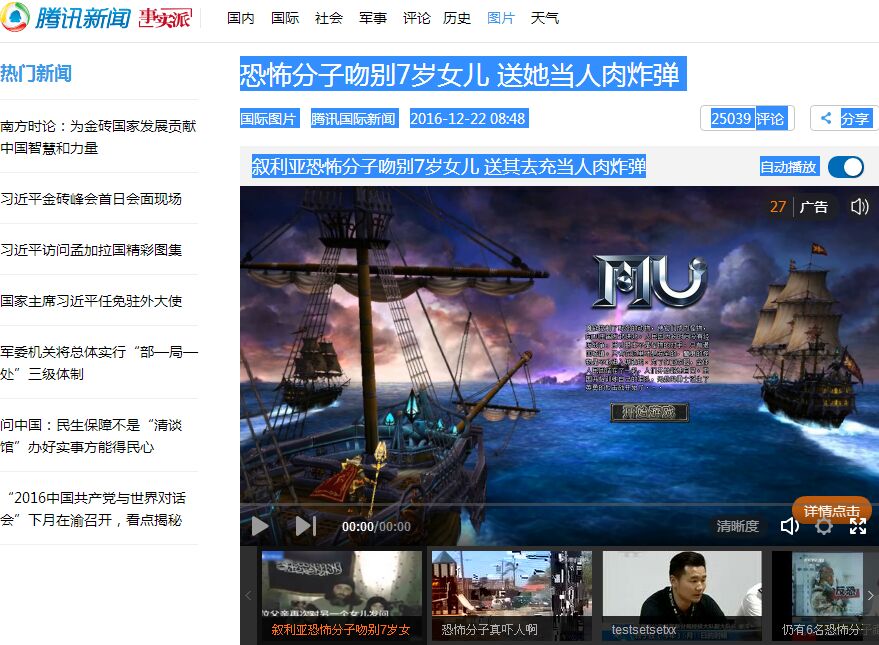 腾讯新闻 事实派
国内 国际 社会 军事 评论 历史 图片 天气
热门新闻
南方时论：为金砖国家发展贡献
中国智慧和力量
习近平金砖峰会首日会面现场
习近平访问孟加拉国精彩图集
国家主席习近平任免驻外大使
军委机关将总体实行“部—局—
处”三级体制
问中国：民生保障不是“清谈
馆”办好实事方能得民心
“2016中国共产党与世界对话
会”下月在渝召开，看点揭秘
恐怖分子吻别7岁女儿 送她当人肉炸弹
国际图片 腾讯国际新闻 2016-12-22 08:48
25039 评论 分享
叙利亚恐怖分子吻别7岁女儿 送其去充当人肉炸弹
自动播放
27 广告
MU
开始游戏
详情点击
00:00/00:00
清晰度
叙利亚恐怖分子吻别7岁女
恐怖分子真吓人啊
testsetsetxx
反恐
仍有6名恐怖分子